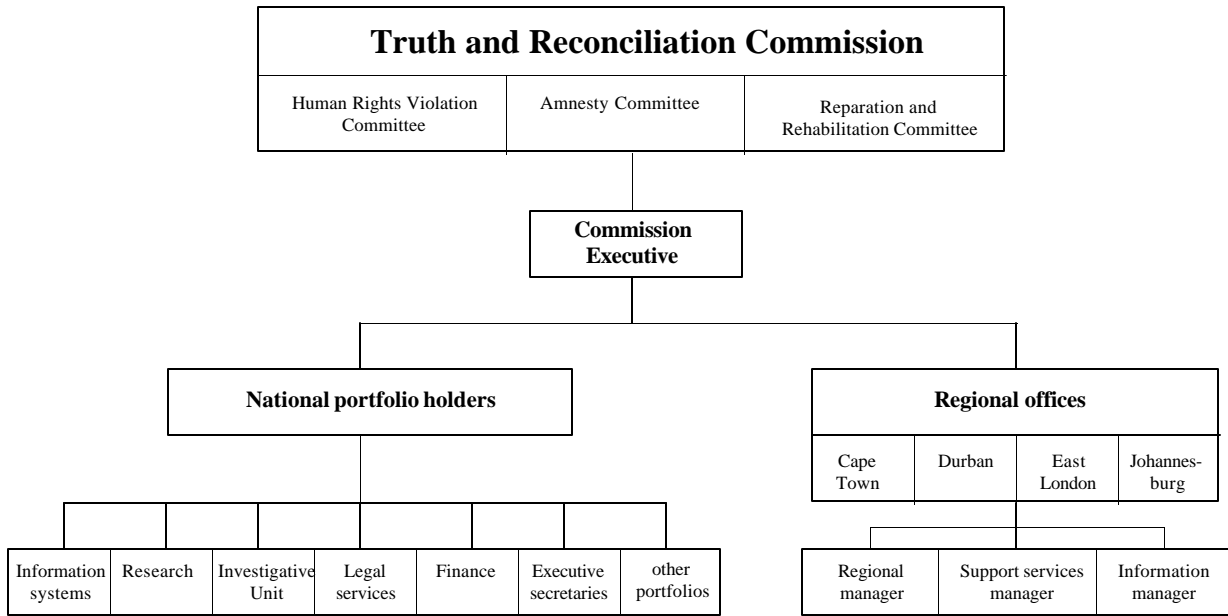 Truth and Reconciliation Commission
Human Rights Violation
Committee
Amnesty Committee
Reparation and
Rehabilitation Committee
Commission
Executive
National portfolio holders
Regional offices
Cape
Town
Durban
East
London
Johannes-
burg
Information
systems
Research
Investigative
Unit
Legal
services
Finance
Executive
secretaries
other
portfolios
Regional
manager
Support services
manager
Information
manager